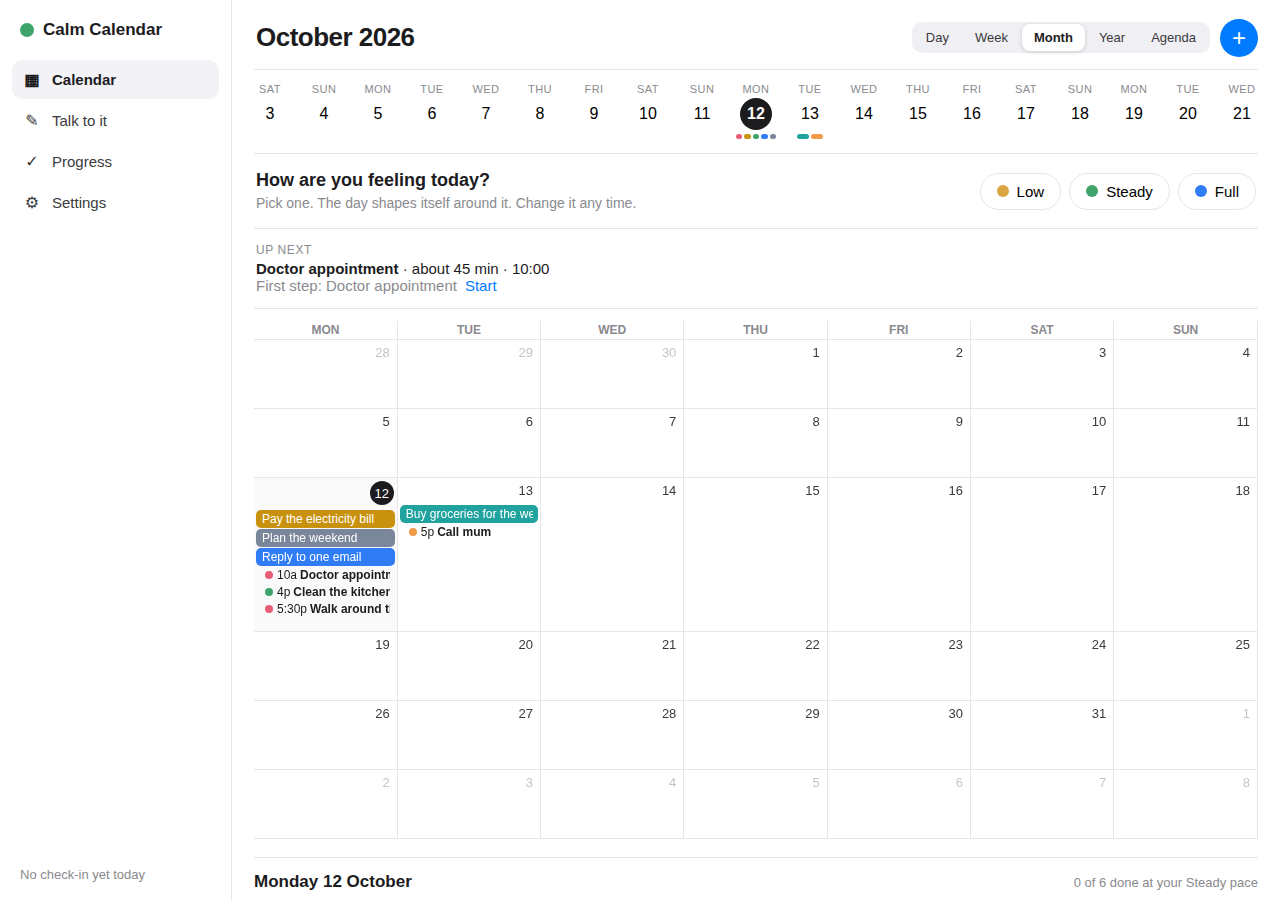 Calm Calendar
Calendar
Talk to it
Progress
Settings
No check-in yet today
October 2026
Day Week Month Year Agenda
+
SAT SUN MON TUE WED THU FRI SAT SUN MON TUE WED THU FRI SAT SUN MON TUE WED
3 4 5 6 7 8 9 10 11 12 13 14 15 16 17 18 19 20 21
How are you feeling today?
Pick one. The day shapes itself around it. Change it any time.
Low Steady Full
UP NEXT
Doctor appointment · about 45 min · 10:00
First step: Doctor appointment Start
MON TUE WED THU FRI SAT SUN
28 29 30 1 2 3 4
5 6 7 8 9 10 11
12 13 14 15 16 17 18
Pay the electricity bill
Plan the weekend
Reply to one email
10a Doctor appointm
4p Clean the kitchen
5:30p Walk around t
Buy groceries for the we
5p Call mum
19 20 21 22 23 24 25
26 27 28 29 30 31 1
2 3 4 5 6 7 8
Monday 12 October
0 of 6 done at your Steady pace